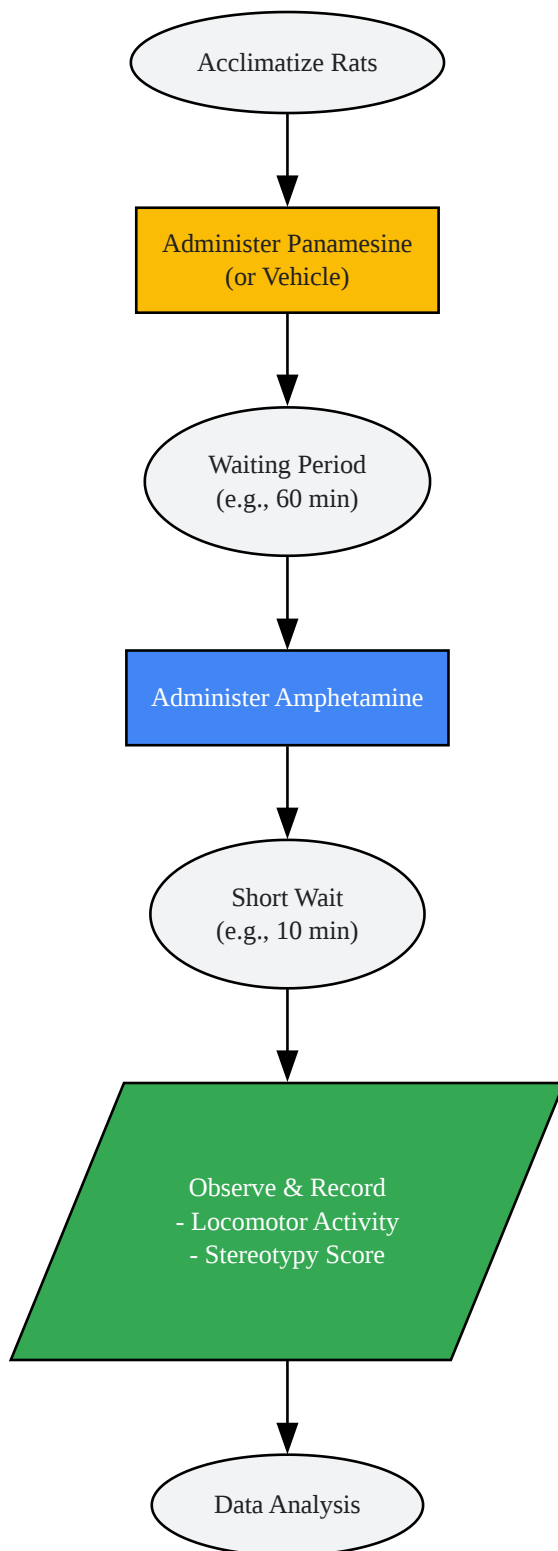 Acclimatize Rats
Administer Panamesine
(or Vehicle)
Waiting Period
(e.g., 60 min)
Administer Amphetamine
Short Wait
(e.g., 10 min)
Observe & Record
- Locomotor Activity
- Stereotypy Score
Data Analysis